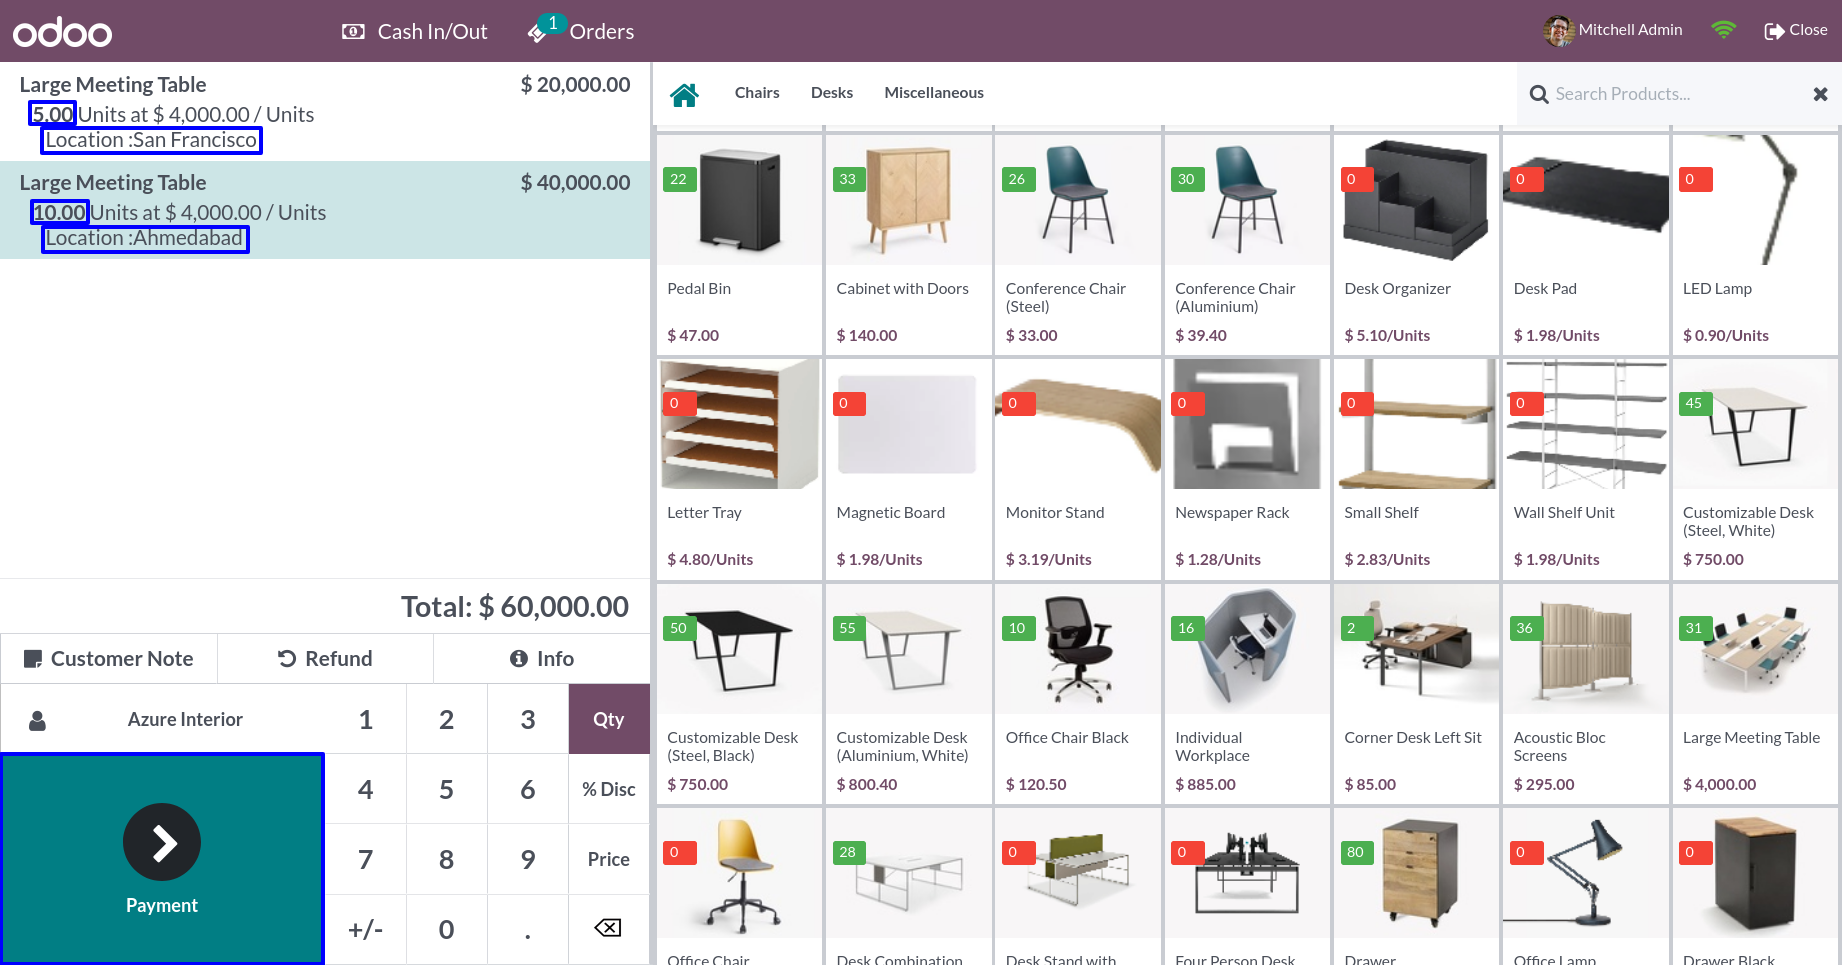 odoo
Cash In/Out
1
Orders
Mitchell Admin
Close
Large Meeting Table
$ 20,000.00
5.00 Units at $ 4,000.00 / Units
Location :San Francisco
Large Meeting Table
$ 40,000.00
10.00 Units at $ 4,000.00 / Units
Location :Ahmedabad
Total: $ 60,000.00
Customer Note
Refund
Info
Azure Interior
1 2 3 Qty
4 5 6 % Disc
7 8 9 Price
+/- 0 .
Payment
Chairs
Desks
Miscellaneous
Search Products...
22
Pedal Bin
$ 47.00
33
Cabinet with Doors
$ 140.00
26
Conference Chair
(Steel)
$ 33.00
30
Conference Chair
(Aluminium)
$ 39.40
0
Desk Organizer
$ 5.10/Units
0
Desk Pad
$ 1.98/Units
0
LED Lamp
$ 0.90/Units
0
Letter Tray
$ 4.80/Units
0
Magnetic Board
$ 1.98/Units
0
Monitor Stand
$ 3.19/Units
0
Newspaper Rack
$ 1.28/Units
0
Small Shelf
$ 2.83/Units
0
Wall Shelf Unit
$ 1.98/Units
45
Customizable Desk
(Steel, White)
$ 750.00
50
Customizable Desk
(Steel, Black)
$ 750.00
55
Customizable Desk
(Aluminium, White)
$ 800.40
10
Office Chair Black
$ 120.50
16
Individual
Workplace
$ 885.00
2
Corner Desk Left Sit
$ 85.00
36
Acoustic Bloc
Screens
$ 295.00
31
Large Meeting Table
$ 4,000.00
0
Office Chair
28
Desk Combination
0
Desk Stand with
0
Four Person Desk
80
Drawer
0
Office Lamp
0
Drawer Black